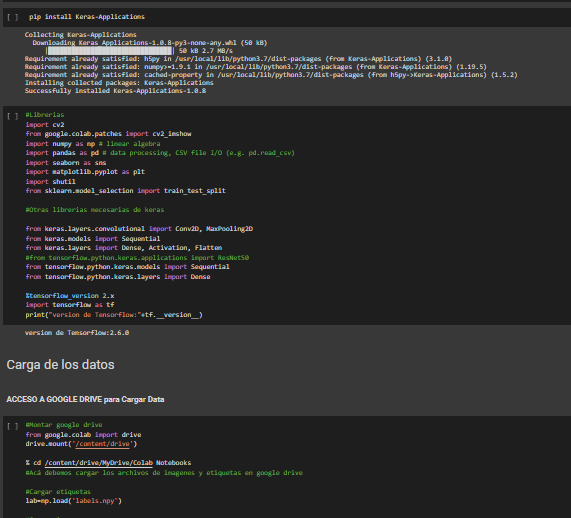 [ ] pip install Keras-Applications
Collecting Keras-Applications
Downloading Keras_Applications-1.0.8-py3-none-any.whl (50 kB)
50 kB 2.7 MB/s
Requirement already satisfied: h5py in /usr/local/lib/python3.7/dist-packages (from Keras-Applications) (3.1.0)
Requirement already satisfied: numpy>=1.9.1 in /usr/local/lib/python3.7/dist-packages (from Keras-Applications) (1.19.5)
Requirement already satisfied: cached-property in /usr/local/lib/python3.7/dist-packages (from h5py->Keras-Applications) (1.5.2)
Installing collected packages: Keras-Applications
Successfully installed Keras-Applications-1.0.8
[ ] #Librerias
import cv2
from google.colab.patches import cv2_imshow
import numpy as np # linear algebra
import pandas as pd # data processing, CSV file I/O (e.g. pd.read_csv)
import seaborn as sns
import matplotlib.pyplot as plt
import shutil
from sklearn.model_selection import train_test_split
#Otras librerias necesarias de keras
from keras.layers.convolutional import Conv2D, MaxPooling2D
from keras.models import Sequential
from keras.layers import Dense, Activation, Flatten
#from tensorflow.python.keras.applications import ResNet50
from tensorflow.python.keras.models import Sequential
from tensorflow.python.keras.layers import Dense
%tensorflow_version 2.x
import tensorflow as tf
print("version de Tensorflow:"+tf.__version__)
version de Tensorflow:2.6.0
Carga de los datos
ACCESO A GOOGLE DRIVE para Cargar Data
[ ] #Montar google drive
from google.colab import drive
drive.mount('/content/drive')
% cd /content/drive/MyDrive/Colab Notebooks
#Acá debemos cargar los archivos de imagenes y etiquetas en google drive
#Cargar etiquetas
lab=np.load('labels.npy')